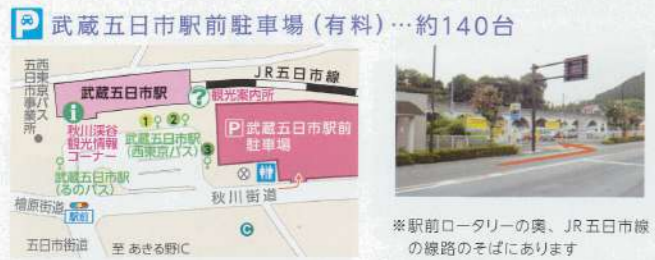 P 武蔵五日市駅前駐車場（有料）…約140台
西東京バス
五日市事業所
武蔵五日市駅
JR五日市線
i
?観光案内所
秋川渓谷
観光情報
コーナー
1 2
武蔵五日市駅
（西東京バス）
3
P武蔵五日市駅前
駐車場
武蔵五日市駅
（るのバス）
檜原街道
駅前
秋川街道
五日市街道
至 あきる野IC
※駅前ロータリーの奥、JR五日市線
の線路のそばにあります